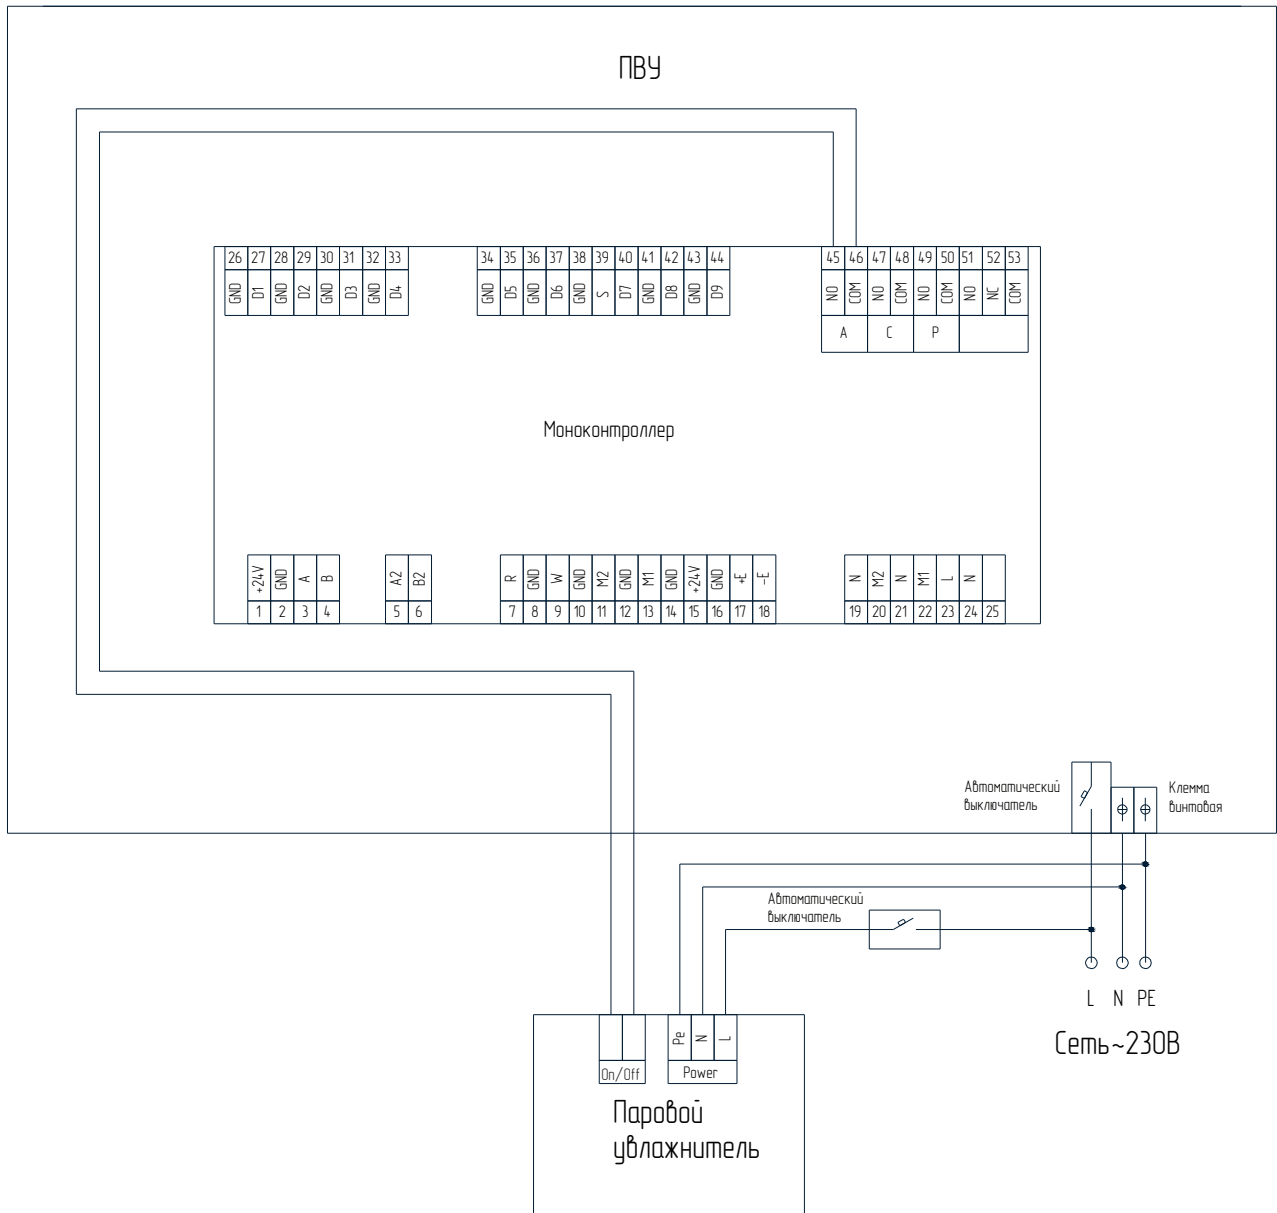 ПВУ
26 27 28 29 30 31 32 33
GND D1 GND D2 GND D3 GND D4
34 35 36 37 38 39 40 41 42 43 44
GND D5 GND D6 GND S D7 GND D8 GND D9
45 46 47 48 49 50 51 52 53
NO COM NO COM NO COM NO NC COM
A C P
Моноконтроллер
+24V GND A B
1 2 3 4
A2 B2
5 6
R GND W GND M2 GND M1 GND +24V GND +E -E
7 8 9 10 11 12 13 14 15 16 17 18
N M2 N M1 L N
19 20 21 22 23 24 25
Автоматический
выключатель
Клемма
винтовая
Автоматический
выключатель
L N PE
Сеть~230В
Pe N L
On/Off
Power
Паровой
увлажнитель